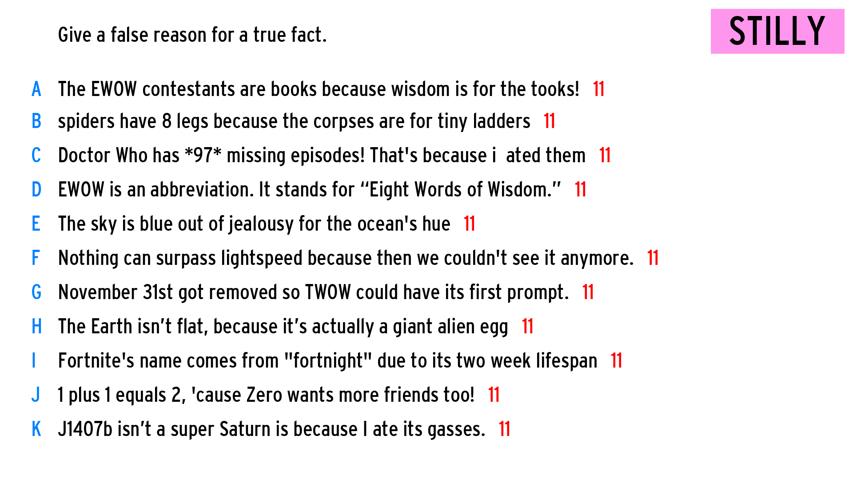 Give a false reason for a true fact.
STILLY
A The EWOW contestants are books because wisdom is for the tooks! 11
B spiders have 8 legs because the corpses are for tiny ladders 11
C Doctor Who has *97* missing episodes! That's because i ated them 11
D EWOW is an abbreviation. It stands for “Eight Words of Wisdom.” 11
E The sky is blue out of jealousy for the ocean's hue 11
F Nothing can surpass lightspeed because then we couldn't see it anymore. 11
G November 31st got removed so TWOW could have its first prompt. 11
H The Earth isn’t flat, because it’s actually a giant alien egg 11
I Fortnite's name comes from "fortnight" due to its two week lifespan 11
J 1 plus 1 equals 2, 'cause Zero wants more friends too! 11
K J1407b isn’t a super Saturn is because I ate its gasses. 11